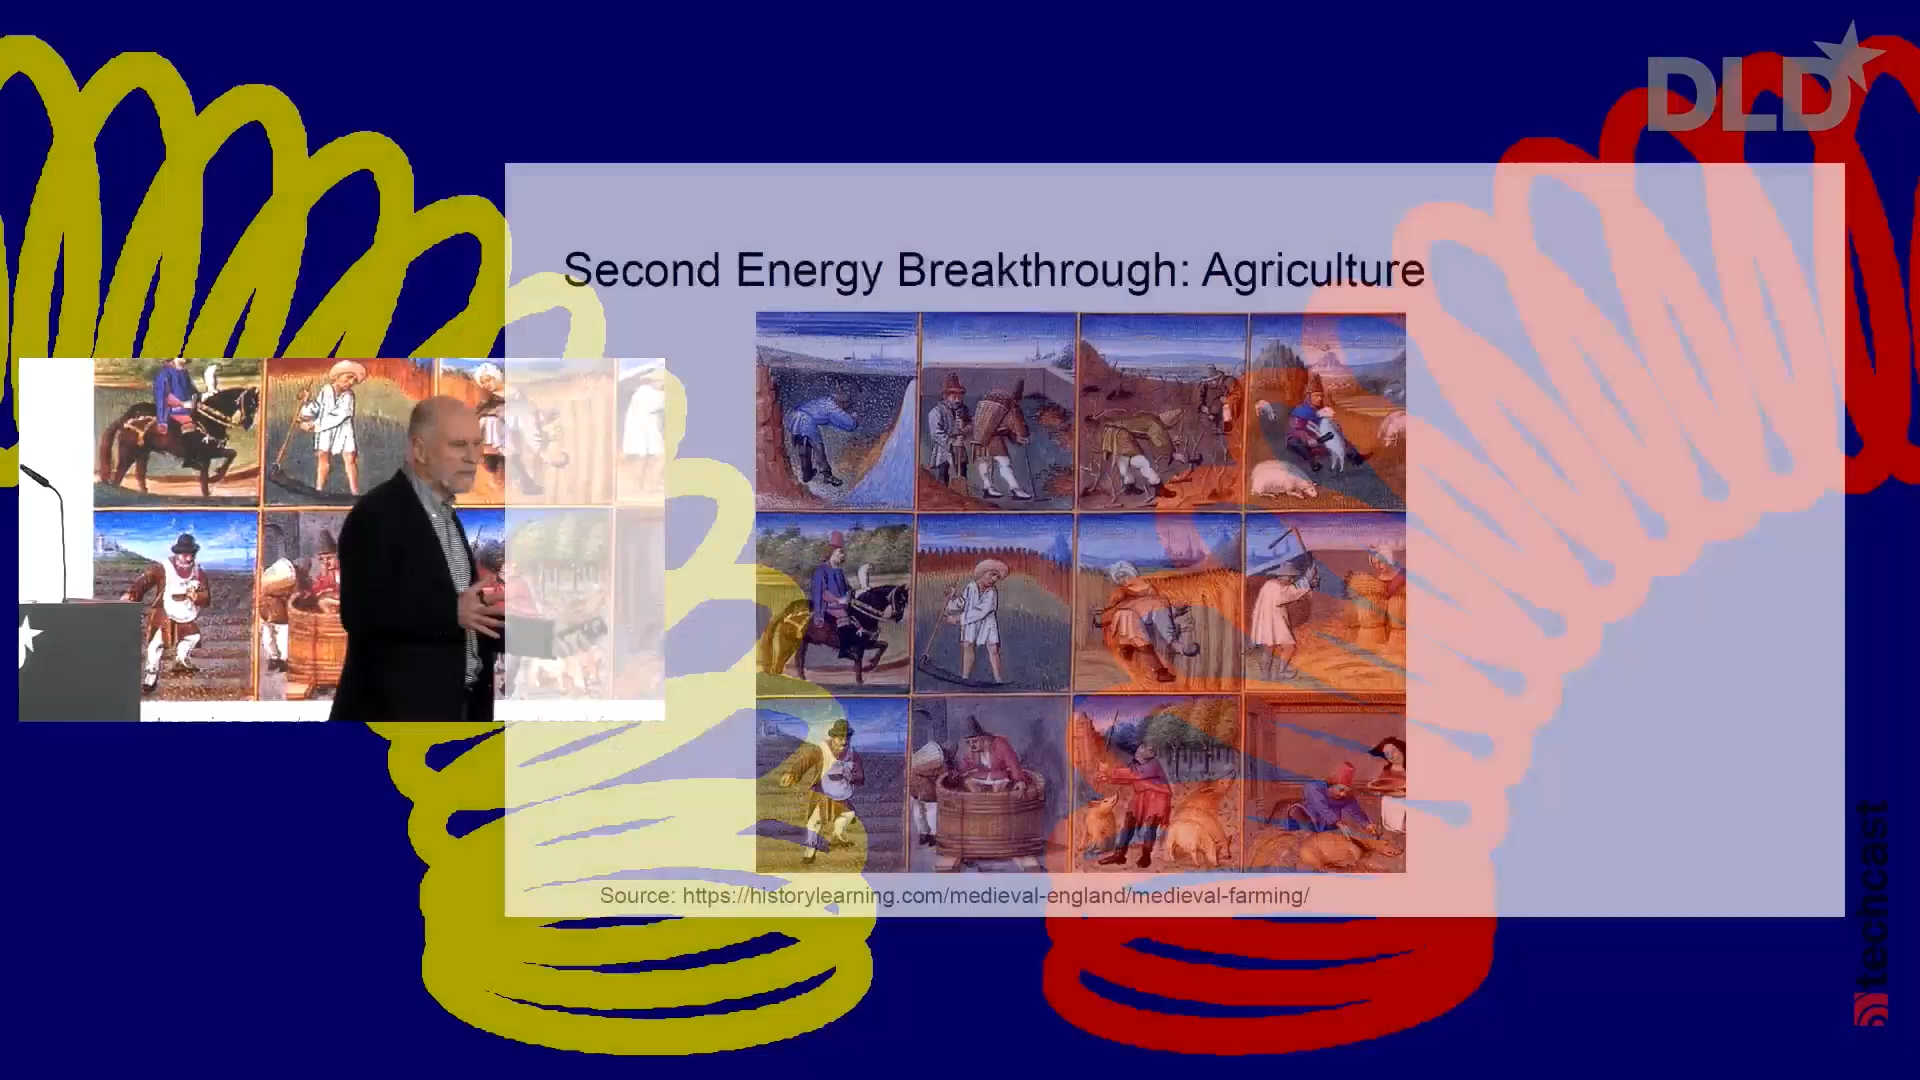 DLD
Second Energy Breakthrough: Agriculture
Source: https://historylearning.com/medieval-england/medieval-farming/
techcast